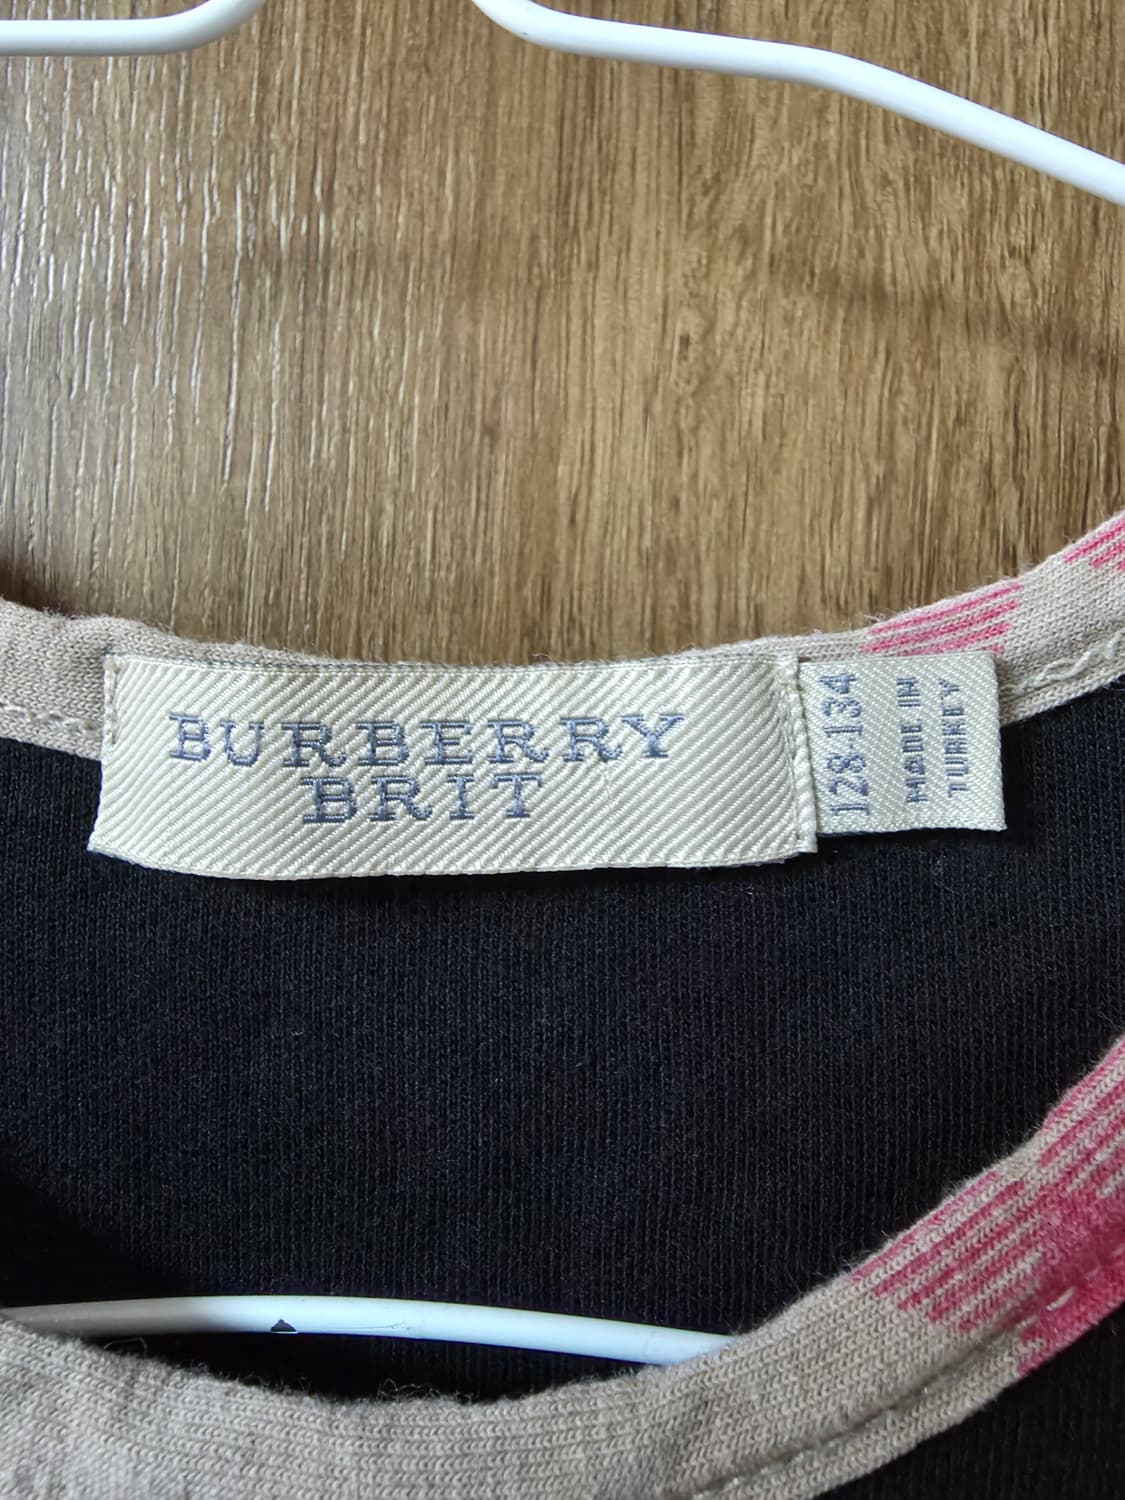 BURBERRY
BRIT
128-134
MADE IN
TURKEY